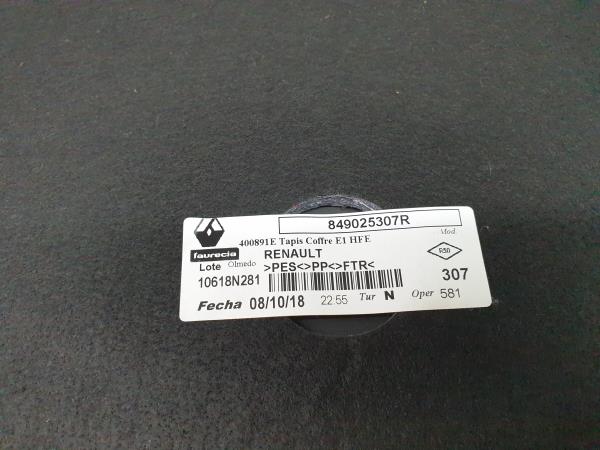 849025307R
400891E Tapis Coffre E1 HFE
Mod.
faurecia
RENAULT
R50
Lote Olmedo >PES<>PP<>FTR<
10618N281
307
Fecha 08/10/18 22:55 Tur N Oper 581